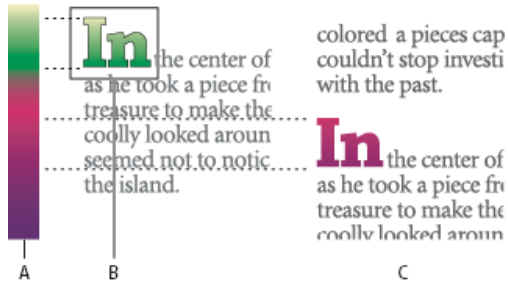 In the center of
as he took a piece fr
treasure to make the
coolly looked aroun
seemed not to notic
the island.
colored a pieces cap
couldn't stop investi
with the past.
In the center of
as he took a piece fr
treasure to make the
coolly looked aroun
A
B
C